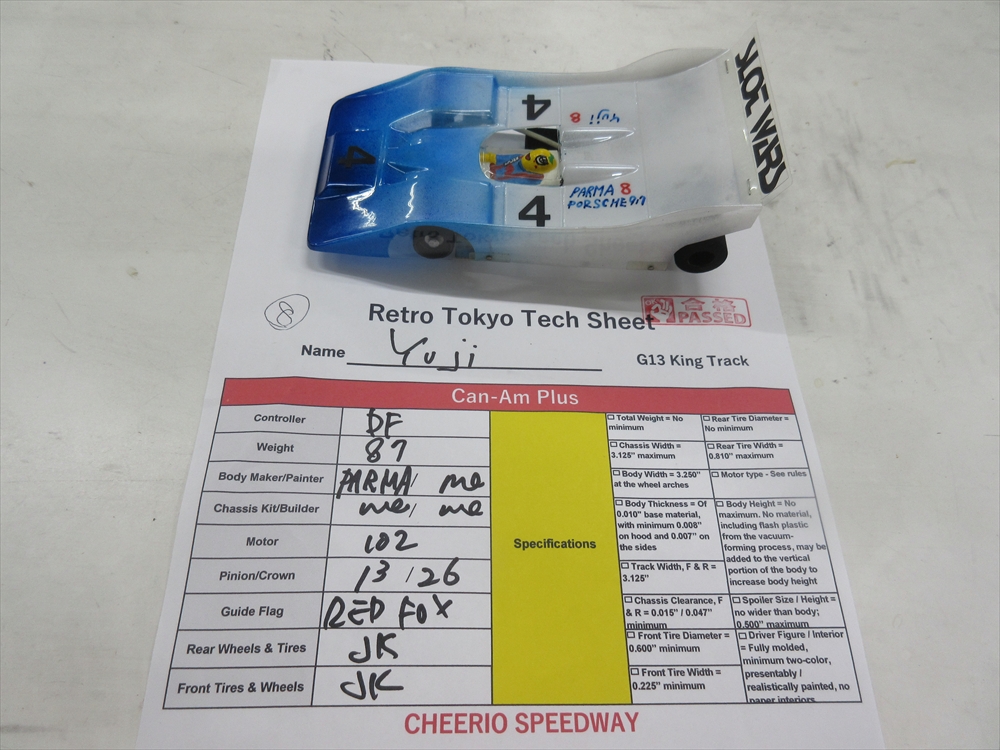 SLOT WARS
4
4
Yuji 8
PARMA 8
PORSCHE 917
4
8
Retro Tokyo Tech Sheet
合格
PASSED
Name Yuji
G13 King Track
Can-Am Plus
Controller DF
Weight 87
Body Maker/Painter PARMA/ me
Chassis Kit/Builder me/ me
Motor 102
Pinion/Crown 13/26
Guide Flag RED FOX
Rear Wheels & Tires JK
Front Tires & Wheels JK
Specifications
☐ Total Weight = No
minimum
☐ Chassis Width =
3.125" maximum
☐ Body Width = 3.250"
at the wheel arches
☐ Body Thickness = Of
0.010" base material,
with minimum 0.008"
on hood and 0.007" on
the sides
☐ Track Width, F & R =
3.125"
☐ Chassis Clearance, F
& R = 0.015" / 0.047"
minimum
☐ Front Tire Diameter =
0.600" minimum
☐ Front Tire Width =
0.225" minimum
☐ Rear Tire Diameter =
No minimum
☐ Rear Tire Width =
0.810" maximum
☐ Motor type - See rules
☐ Body Height = No
maximum. No material,
including flash plastic
from the vacuum-
forming process, may be
added to the vertical
portion of the body to
increase body height
☐ Spoiler Size / Height =
no wider than body;
0.500" maximum
☐ Driver Figure / Interior
= Fully molded,
minimum two-color,
presentably /
realistically painted, no
paper interiors
CHEERIO SPEEDWAY